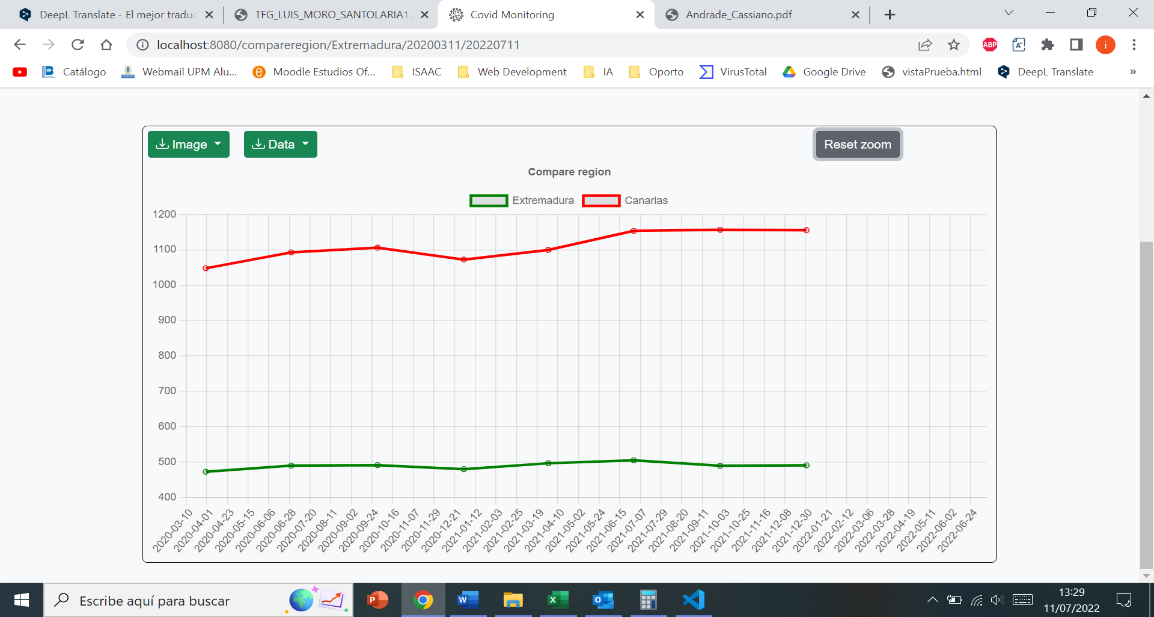 DeepL Translate - El mejor traduc
TFG_LUIS_MORO_SANTOLARIA1
Covid Monitoring
Andrade_Cassiano.pdf
localhost:8080/compareregion/Extremadura/20200311/20220711
ABP
i
Catálogo
Webmail UPM Alu...
Moodle Estudios Of...
ISAAC
Web Development
IA
Oporto
VirusTotal
Google Drive
vistaPrueba.html
DeepL Translate
»
Image
Data
Reset zoom
Compare region
Extremadura
Canarias
1200
1100
1000
900
800
700
600
500
400
2020-03-10
2020-04-01
2020-04-23
2020-05-15
2020-06-06
2020-06-28
2020-07-20
2020-08-11
2020-09-02
2020-09-24
2020-10-16
2020-11-07
2020-11-29
2020-12-21
2021-01-12
2021-02-03
2021-02-25
2021-03-19
2021-04-10
2021-05-02
2021-05-24
2021-06-15
2021-07-07
2021-07-29
2021-08-20
2021-09-11
2021-10-03
2021-10-25
2021-11-16
2021-12-08
2021-12-30
2022-01-21
2022-02-12
2022-03-06
2022-03-28
2022-04-19
2022-05-11
2022-06-02
2022-06-24
Escribe aquí para buscar
13:29
11/07/2022